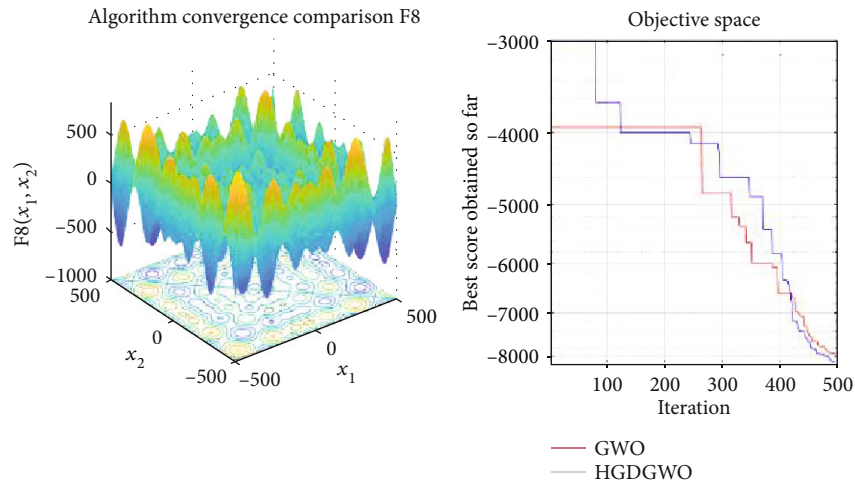 Algorithm convergence comparison F8
F8(x₁, x₂)
500
0
−500
−1000
500
0
−500
x₂
−500
0
500
x₁
Objective space
Best score obtained so far
−3000
−4000
−5000
−6000
−7000
−8000
100 200 300 400 500
Iteration
GWO
HGDGWO